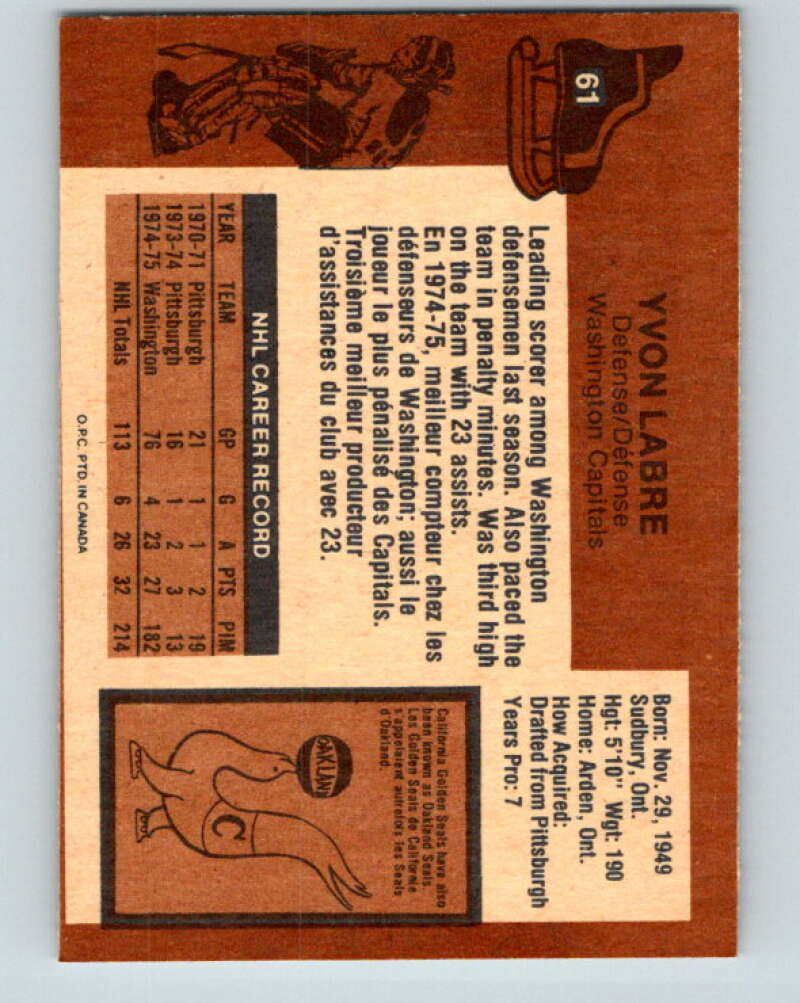 61
YVON LABRE
Defense/Défense
Washington Capitals
Born: Nov. 29, 1949
Sudbury, Ont.
Hgt: 5'10" Wgt: 190
Home: Arden, Ont.
How Acquired:
Drafted from Pittsburgh
Years Pro: 7
Leading scorer among Washington
defensemen last season. Also paced the
team in penalty minutes. Was third high
on the team with 23 assists.
En 1974-75, meilleur compteur chez les
défenseurs de Washington; aussi le
joueur le plus pénalisé des Capitals.
Troisième meilleur producteur
d'assistances du club avec 23.
NHL CAREER RECORD
YEAR TEAM GP G A PTS PIM
1970-71 Pittsburgh 21 1 1 2 19
1973-74 Pittsburgh 16 1 2 3 13
1974-75 Washington 76 4 23 27 182
NHL Totals 113 6 26 32 214
O.P.C. PTD. IN CANADA
California Golden Seals have also
been known as Oakland Seals.
Les Golden Seals de Californie
s'appelaient autrefois les Seals
d'Oakland.
OAKLAND
C